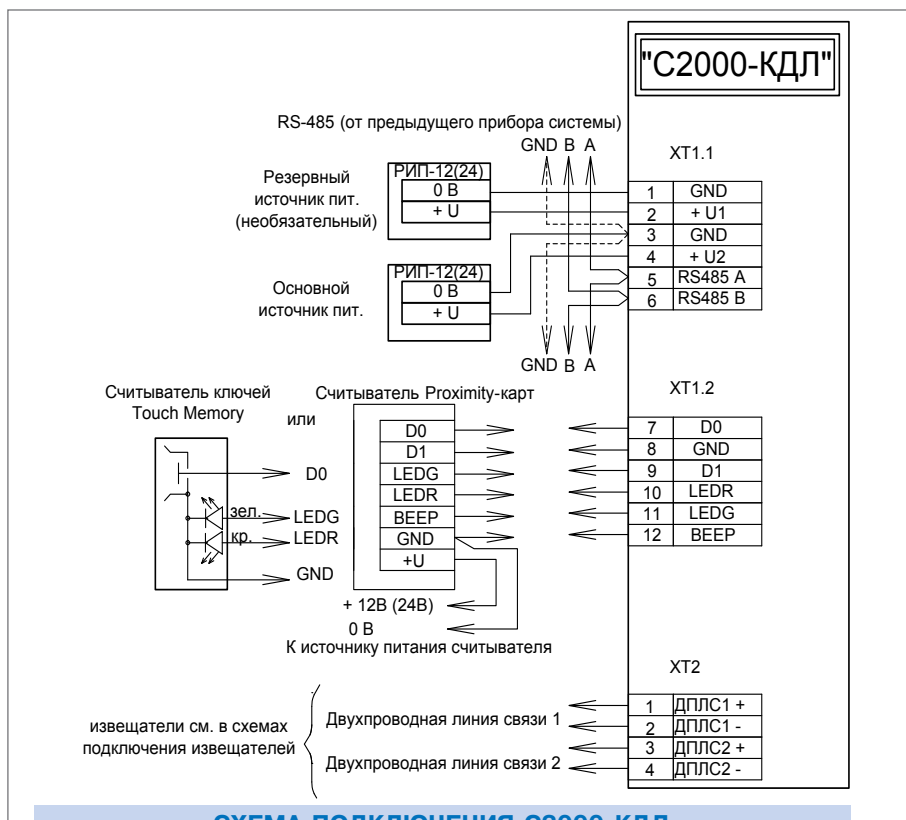 "С2000-КДЛ"
RS-485 (от предыдущего прибора системы)
GND B A
XT1.1
Резервный
источник пит.
(необязательный)
РИП-12(24)
0 В
+ U
1 GND
2 + U1
3 GND
4 + U2
5 RS485 A
6 RS485 B
Основной
источник пит.
РИП-12(24)
0 В
+ U
GND B A
Считыватель ключей
Touch Memory
или
Считыватель Proximity-карт
XT1.2
D0
зел.
LEDG
кр.
LEDR
GND
D0
D1
LEDG
LEDR
BEEP
GND
+U
7 D0
8 GND
9 D1
10 LEDR
11 LEDG
12 BEEP
+ 12В (24В)
0 В
К источнику питания считывателя
XT2
извещатели см. в схемах
подключения извещателей
Двухпроводная линия связи 1
Двухпроводная линия связи 2
1 ДПЛС1 +
2 ДПЛС1 -
3 ДПЛС2 +
4 ДПЛС2 -
СХЕМА ПОДКЛЮЧЕНИЯ С2000-КДЛ